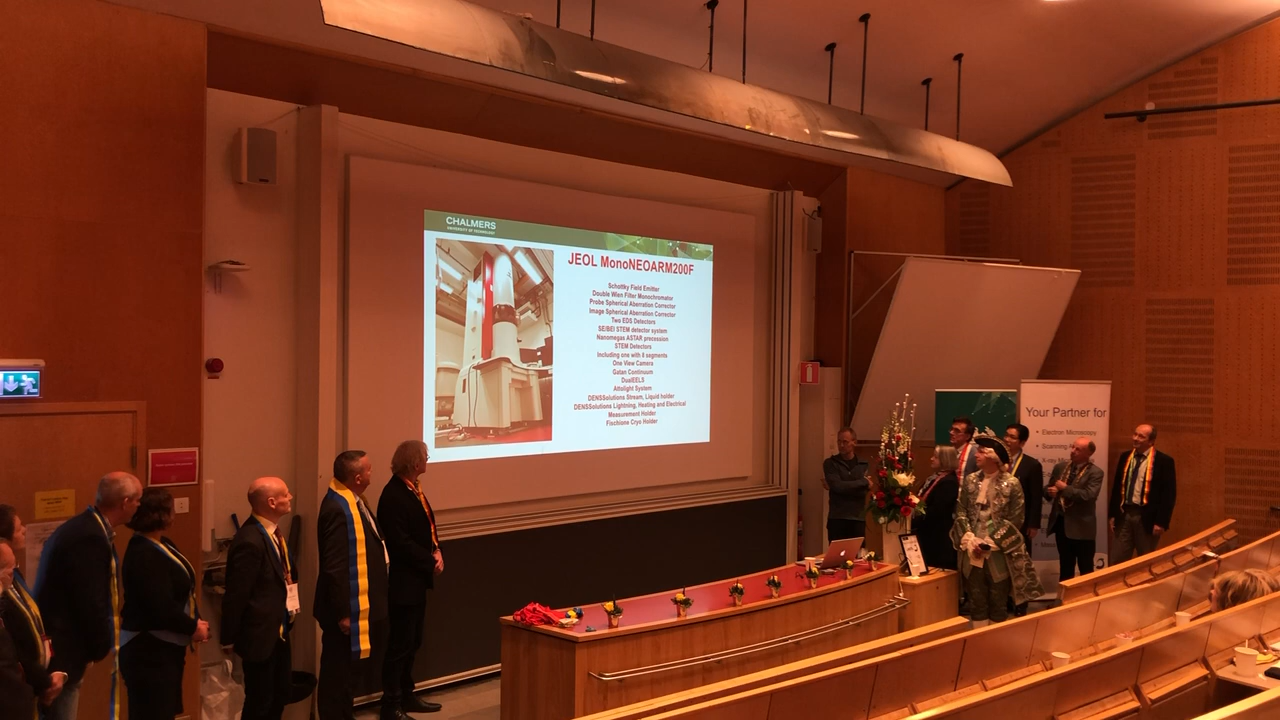 CHALMERS
UNIVERSITY OF TECHNOLOGY
JEOL MonoNEOARM200F
Schottky Field Emitter
Double Wien Filter Monochromator
Probe Spherical Aberration Corrector
Image Spherical Aberration Corrector
Two EDS Detectors
SE/BEI STEM detector system
Nanomegas ASTAR precession
STEM Detectors
Including one with 8 segments
One View Camera
Gatan Continuum
DualEELS
Attolight System
DENSSolutions Stream, Liquid holder
DENSSolutions Lightning, Heating and Electrical
Measurement Holder
Fischione Cryo Holder
Your Partner for
• Electron Microscopy
• Scanning